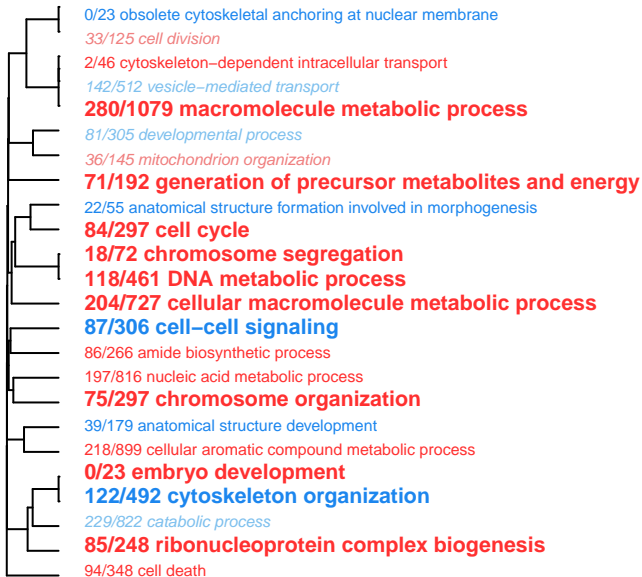 0/23 obsolete cytoskeletal anchoring at nuclear membrane
33/125 cell division
2/46 cytoskeleton−dependent intracellular transport
142/512 vesicle−mediated transport
280/1079 macromolecule metabolic process
81/305 developmental process
36/145 mitochondrion organization
71/192 generation of precursor metabolites and energy
22/55 anatomical structure formation involved in morphogenesis
84/297 cell cycle
18/72 chromosome segregation
118/461 DNA metabolic process
204/727 cellular macromolecule metabolic process
87/306 cell−cell signaling
86/266 amide biosynthetic process
197/816 nucleic acid metabolic process
75/297 chromosome organization
39/179 anatomical structure development
218/899 cellular aromatic compound metabolic process
0/23 embryo development
122/492 cytoskeleton organization
229/822 catabolic process
85/248 ribonucleoprotein complex biogenesis
94/348 cell death